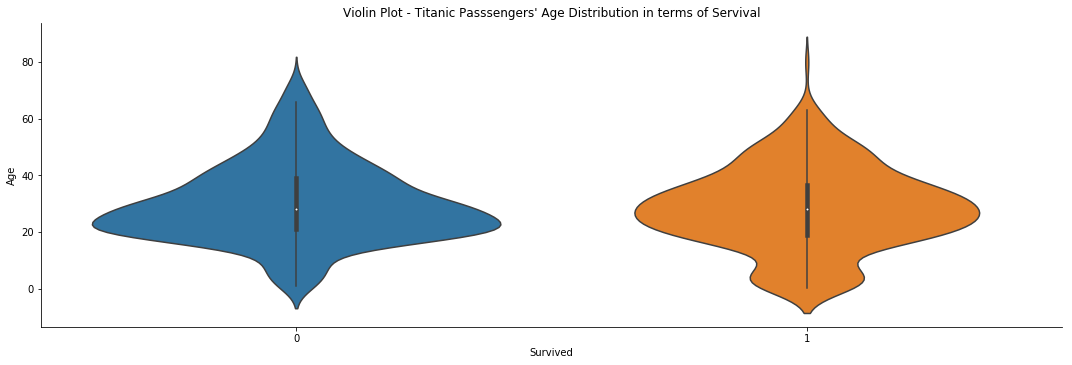 Violin Plot - Titanic Passsengers' Age Distribution in terms of Servival
Age
80
60
40
20
0
0
1
Survived